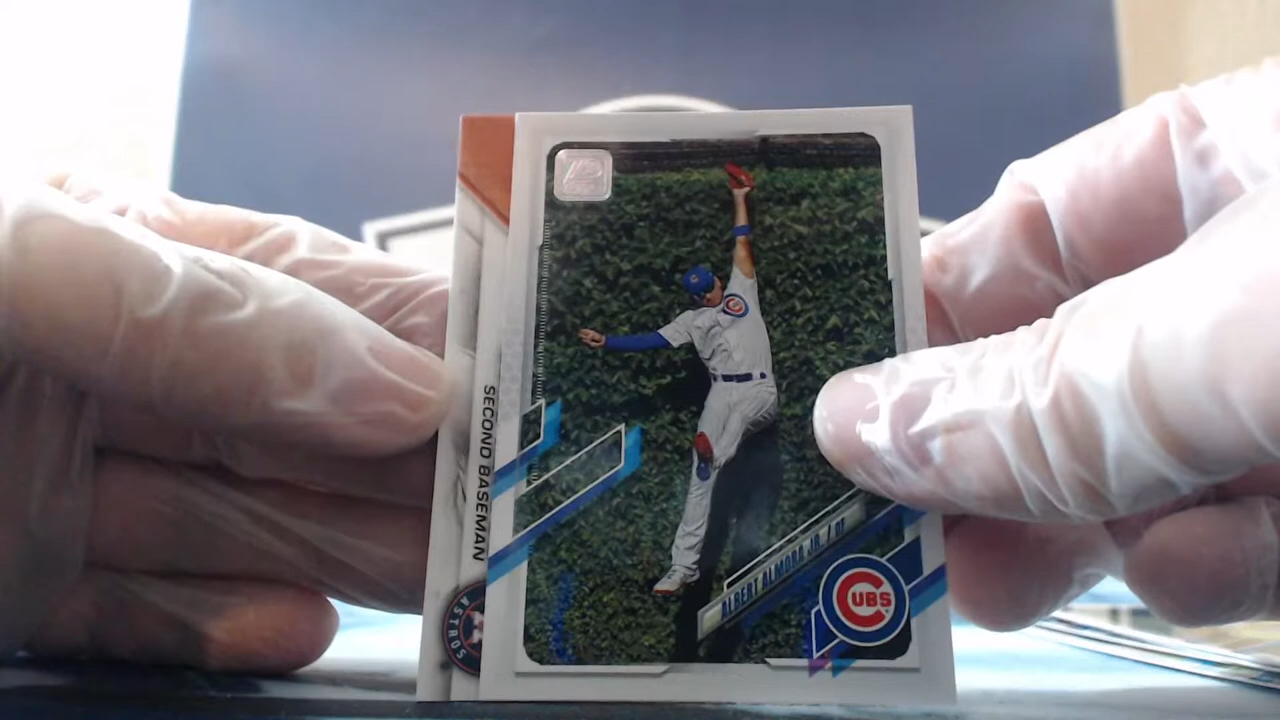 SECOND BASEMAN
ASTROS
ALBERT ALMORA JR. / OF
CUBS